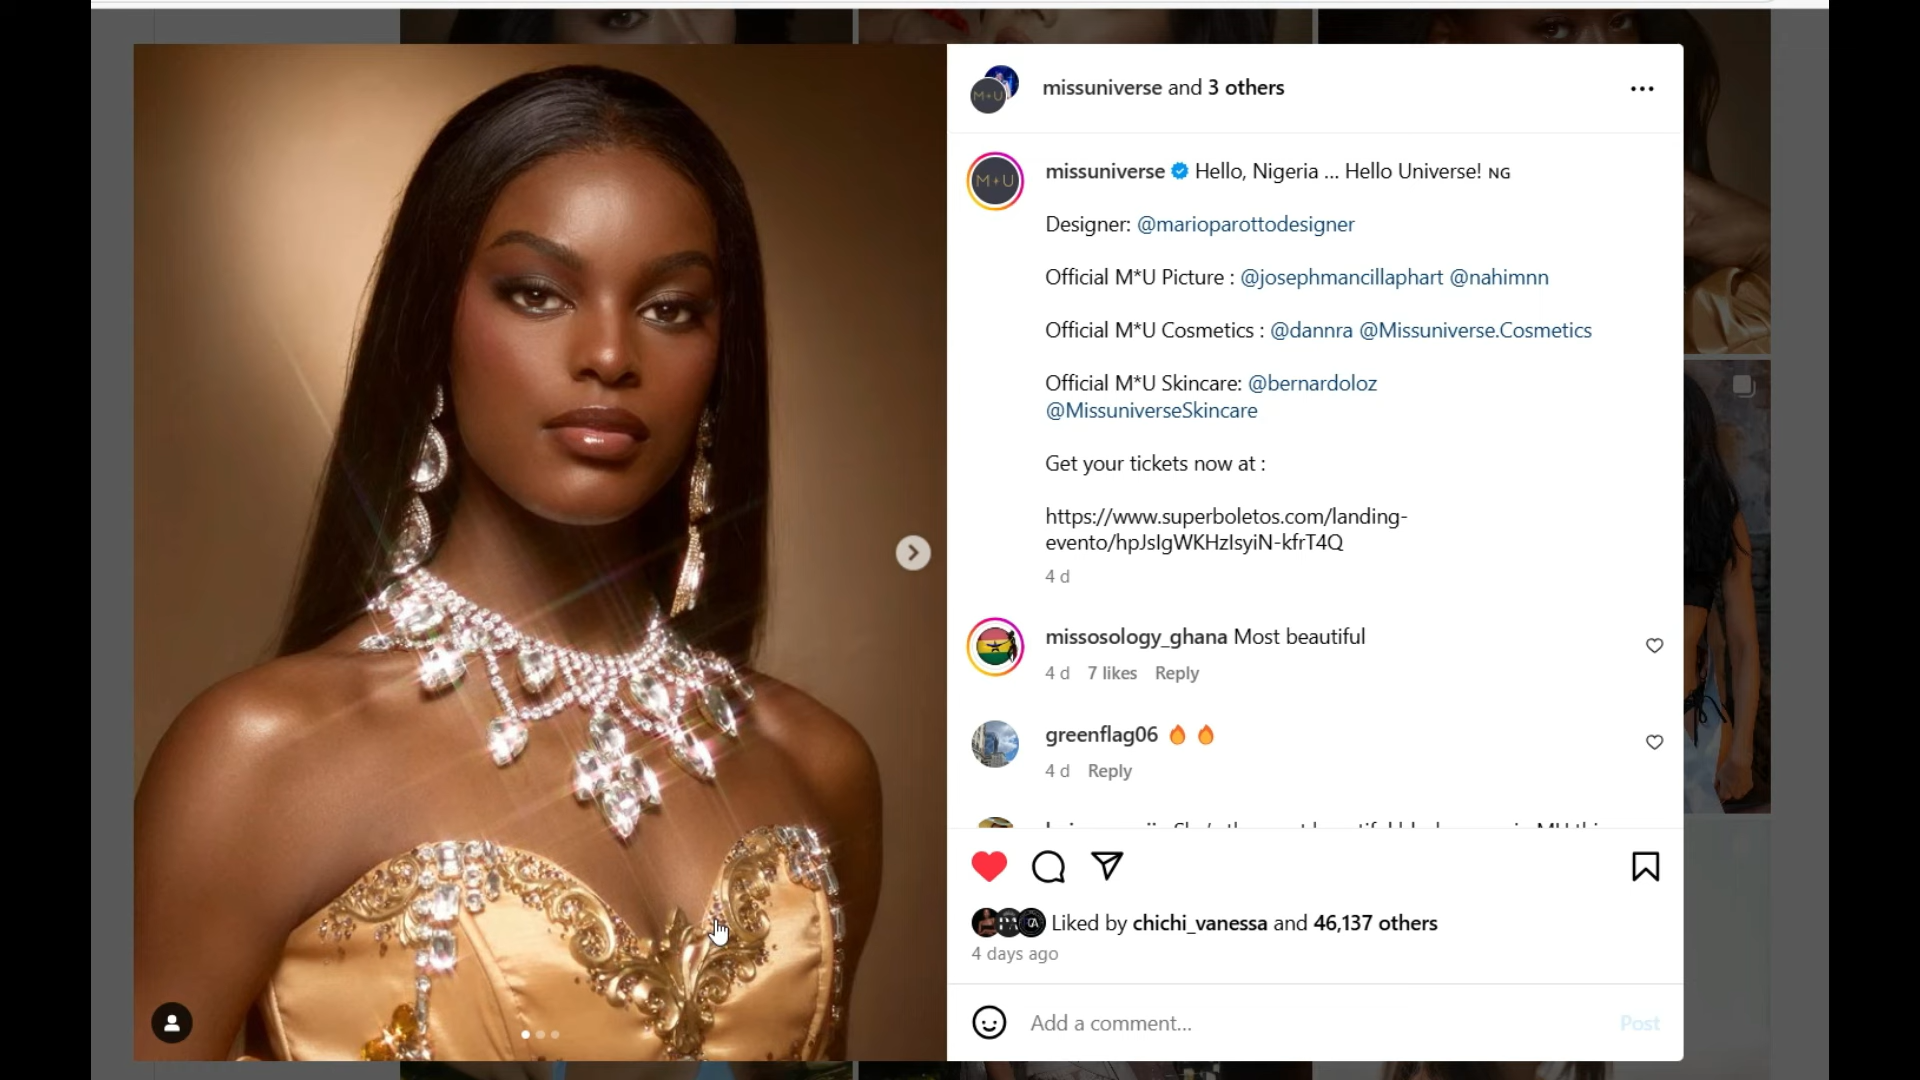 M+U
missuniverse and 3 others
M+U
missuniverse Hello, Nigeria ... Hello Universe! NG
Designer: @marioparottodesigner
Official M*U Picture : @josephmancillaphart @nahimnn
Official M*U Cosmetics : @dannra @Missuniverse.Cosmetics
Official M*U Skincare: @bernardoloz
@MissuniverseSkincare
Get your tickets now at :
https://www.superboletos.com/landing-
evento/hpJsIgWKHzIsyiN-kfrT4Q
4 d
missosology_ghana Most beautiful
4 d 7 likes Reply
greenflag06 🔥 🔥
4 d Reply
Liked by chichi_vanessa and 46,137 others
4 days ago
Add a comment...
Post